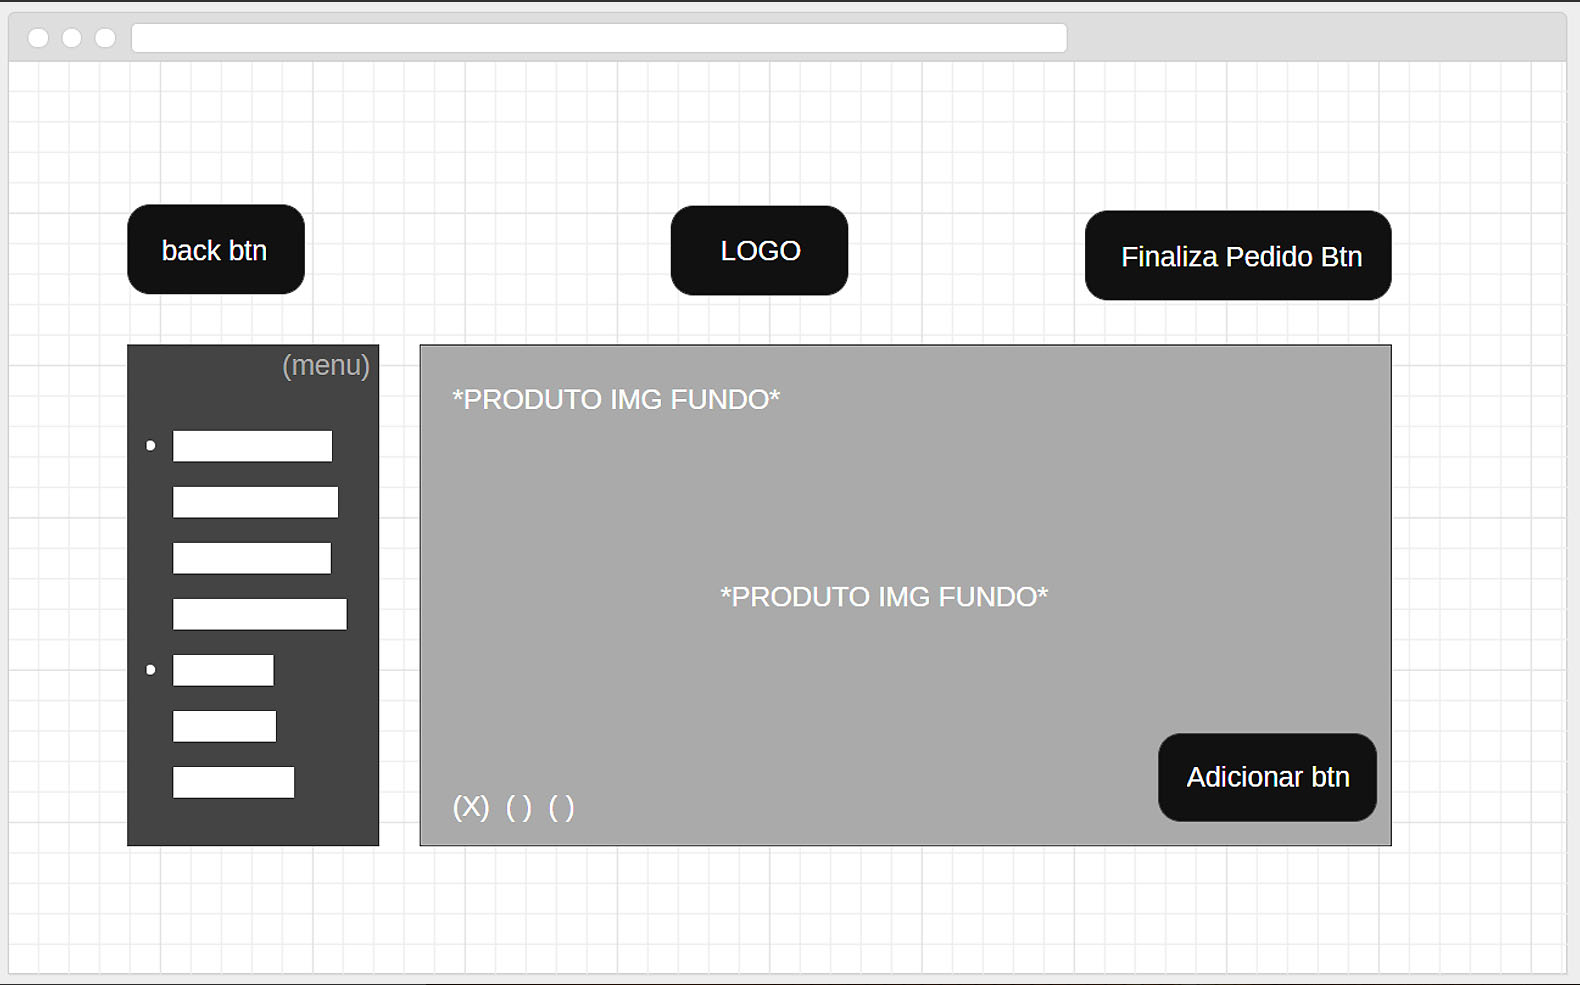 back btn
LOGO
Finaliza Pedido Btn
(menu)
*PRODUTO IMG FUNDO*
*PRODUTO IMG FUNDO*
Adicionar btn
(X) ( ) ( )